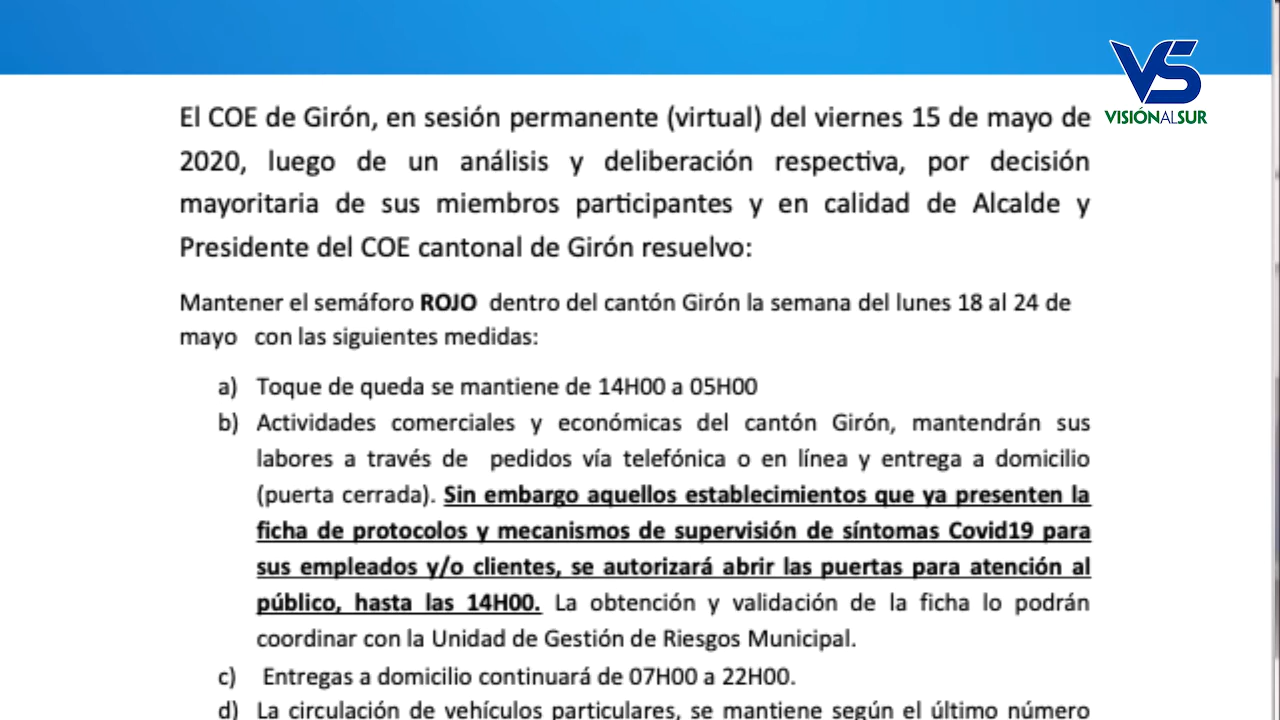 VS
VISIÓNALSUR
El COE de Girón, en sesión permanente (virtual) del viernes 15 de mayo de
2020, luego de un análisis y deliberación respectiva, por decisión
mayoritaria de sus miembros participantes y en calidad de Alcalde y
Presidente del COE cantonal de Girón resuelvo:
Mantener el semáforo ROJO dentro del cantón Girón la semana del lunes 18 al 24 de
mayo con las siguientes medidas:
a) Toque de queda se mantiene de 14H00 a 05H00
b) Actividades comerciales y económicas del cantón Girón, mantendrán sus
labores a través de pedidos vía telefónica o en línea y entrega a domicilio
(puerta cerrada). Sin embargo aquellos establecimientos que ya presenten la
ficha de protocolos y mecanismos de supervisión de síntomas Covid19 para
sus empleados y/o clientes, se autorizará abrir las puertas para atención al
público, hasta las 14H00. La obtención y validación de la ficha lo podrán
coordinar con la Unidad de Gestión de Riesgos Municipal.
c) Entregas a domicilio continuará de 07H00 a 22H00.
d) La circulación de vehículos particulares, se mantiene según el último número